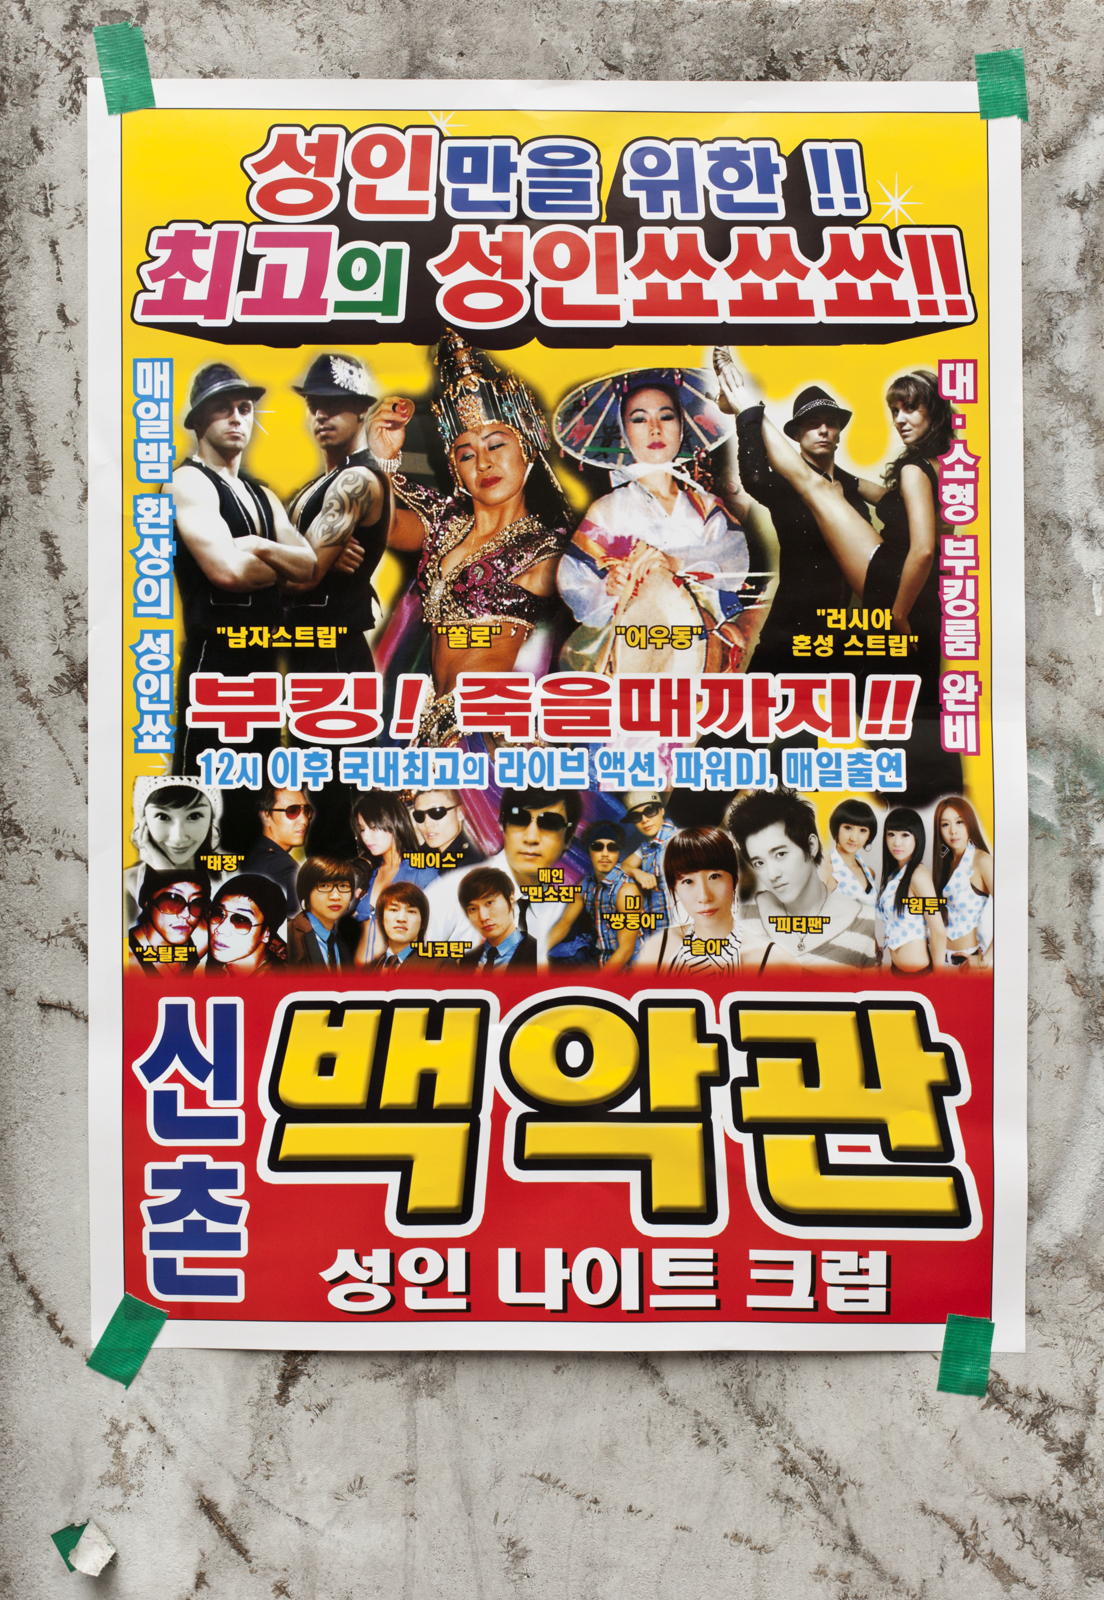 성인만을 위한 !!
최고의 성인쑈쑈쑈!!
매일밤 환상의 성인쑈
대·소형 부킹룸 완비
"남자스트립"
"쏠로"
"어우동"
"러시아
혼성 스트립"
부킹! 죽을때까지!!
12시 이후 국내최고의 라이브 액션, 파워DJ, 매일출연
"태정"
"베이스"
메인
"민소진"
DJ
"쌍둥이"
"원투"
"스틸로"
"니코틴"
"솔이"
"피터팬"
신촌
백악관
성인 나이트 크럽